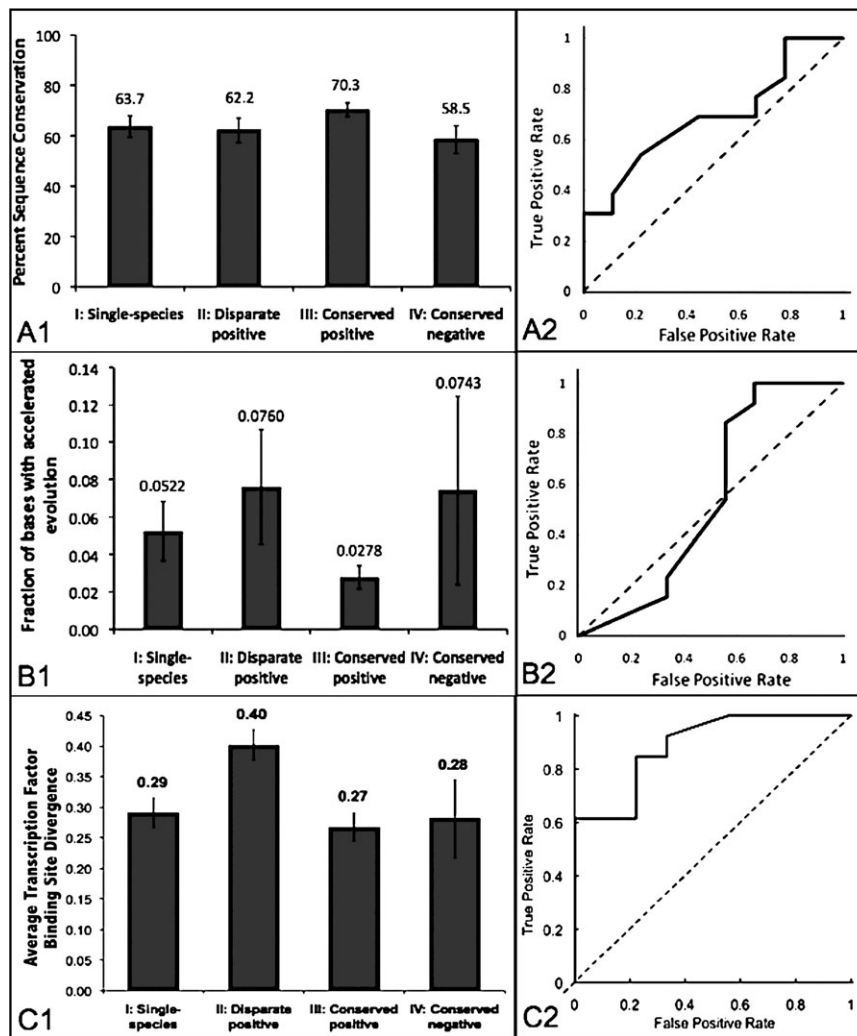 Percent Sequence Conservation
100
80
60
40
20
0
63.7
62.2
70.3
58.5
I: Single-species
II: Disparate positive
III: Conserved positive
IV: Conserved negative
A1
True Positive Rate
1
0.8
0.6
0.4
0.2
0
0
0.2
0.4
0.6
0.8
1
False Positive Rate
A2
Fraction of bases with accelerated evolution
0.14
0.12
0.10
0.08
0.06
0.04
0.02
0.00
0.0522
0.0760
0.0278
0.0743
I: Single-species
II: Disparate positive
III: Conserved positive
IV: Conserved negative
B1
True Positive Rate
1
0.8
0.6
0.4
0.2
0
0
0.2
0.4
0.6
0.8
1
False Positive Rate
B2
Average Transcription Factor Binding Site Divergence
0.45
0.40
0.35
0.30
0.25
0.20
0.15
0.10
0.05
0.00
0.29
0.40
0.27
0.28
I: Single-species
II: Disparate positive
III: Conserved positive
IV: Conserved negative
C1
True Positive Rate
1
0.8
0.6
0.4
0.2
0
0
0.2
0.4
0.6
0.8
1
False Positive Rate
C2